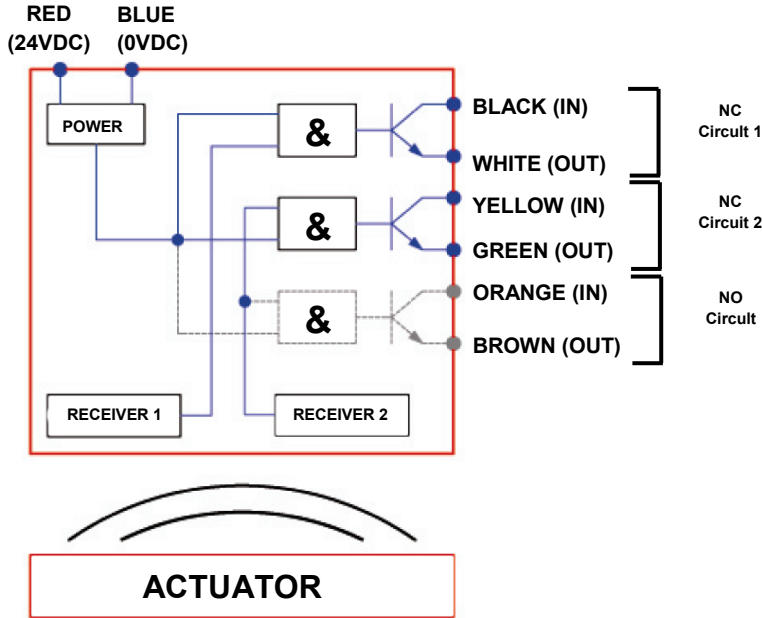 RED
(24VDC)
BLUE
(0VDC)
POWER
&
BLACK (IN)
WHITE (OUT)
NC
Circult 1
&
YELLOW (IN)
GREEN (OUT)
NC
Circuit 2
&
ORANGE (IN)
BROWN (OUT)
NO
Circult
RECEIVER 1
RECEIVER 2
ACTUATOR